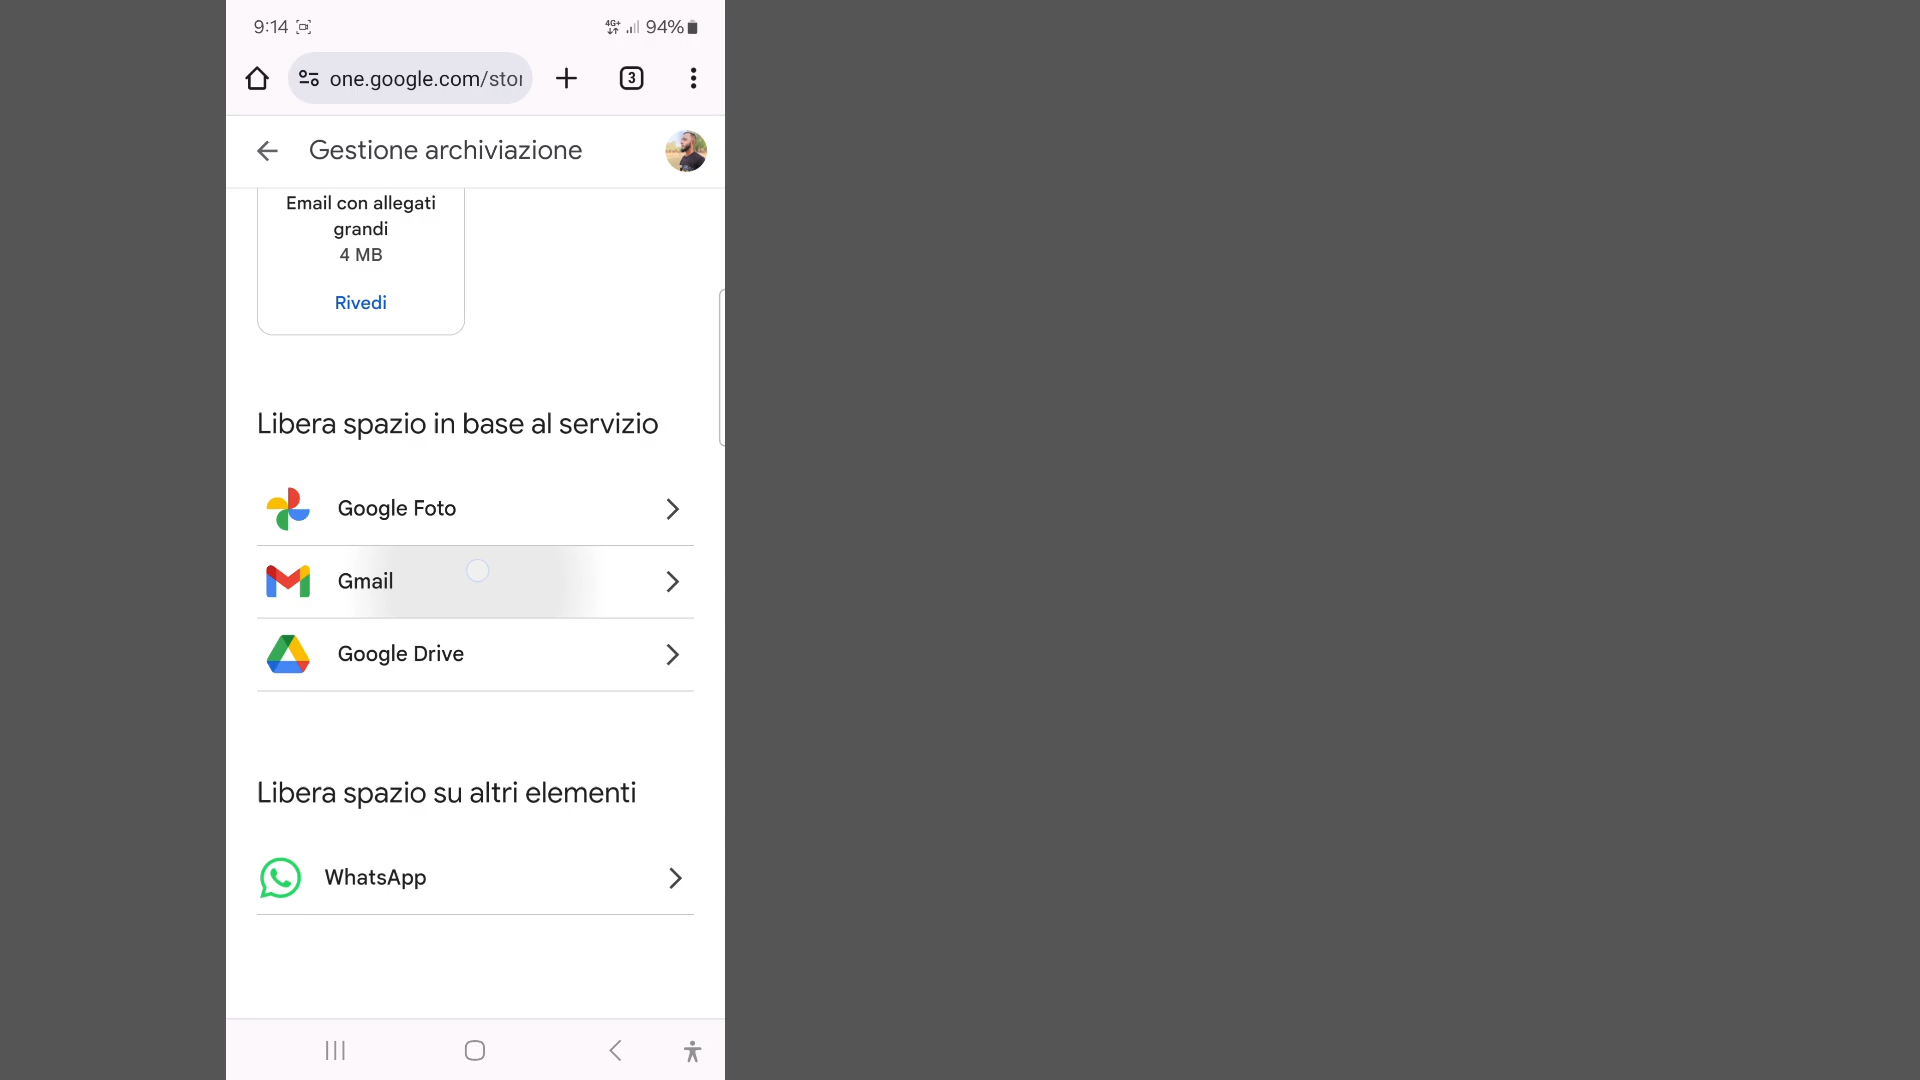 9:14
4G+
94%
one.google.com/stor
3
Gestione archiviazione
Email con allegati
grandi
4 MB
Rivedi
Libera spazio in base al servizio
Google Foto
Gmail
Google Drive
Libera spazio su altri elementi
WhatsApp